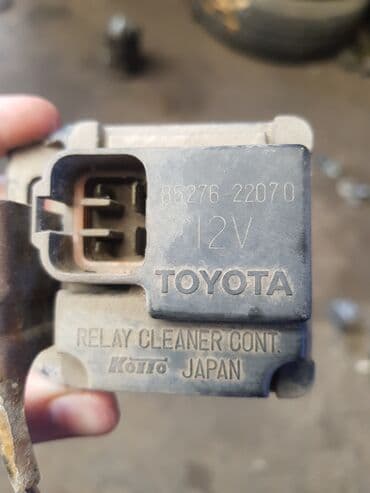 85276-22070
12V
TOYOTA
RELAY CLEANER CONT.
Koito JAPAN